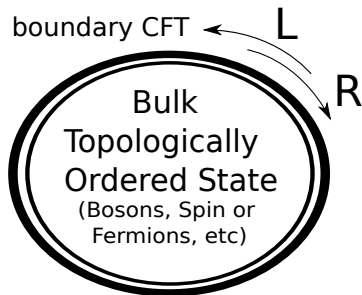 boundary CFT
L
R
Bulk
Topologically
Ordered State
(Bosons, Spin or
Fermions, etc)